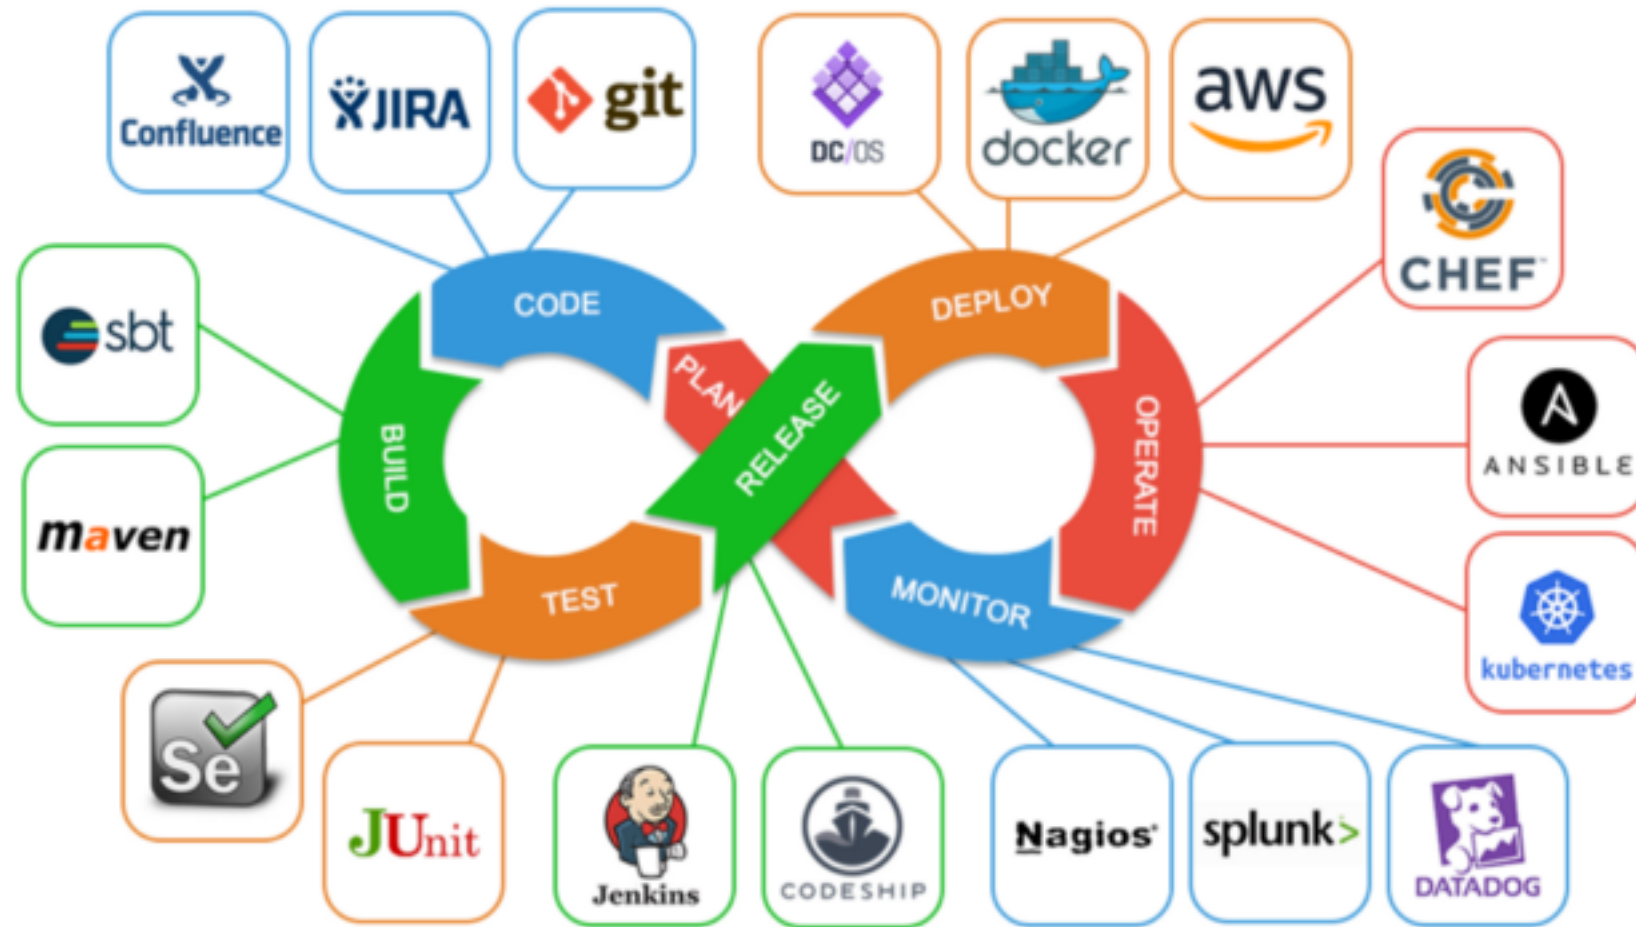 Confluence
JIRA
git
DC/OS
docker
aws
CHEF
sbt
CODE
DEPLOY
PLAN
RELEASE
BUILD
OPERATE
ANSIBLE
maven
TEST
MONITOR
kubernetes
Se
JUnit
Jenkins
CODESHIP
Nagios
splunk>
DATADOG